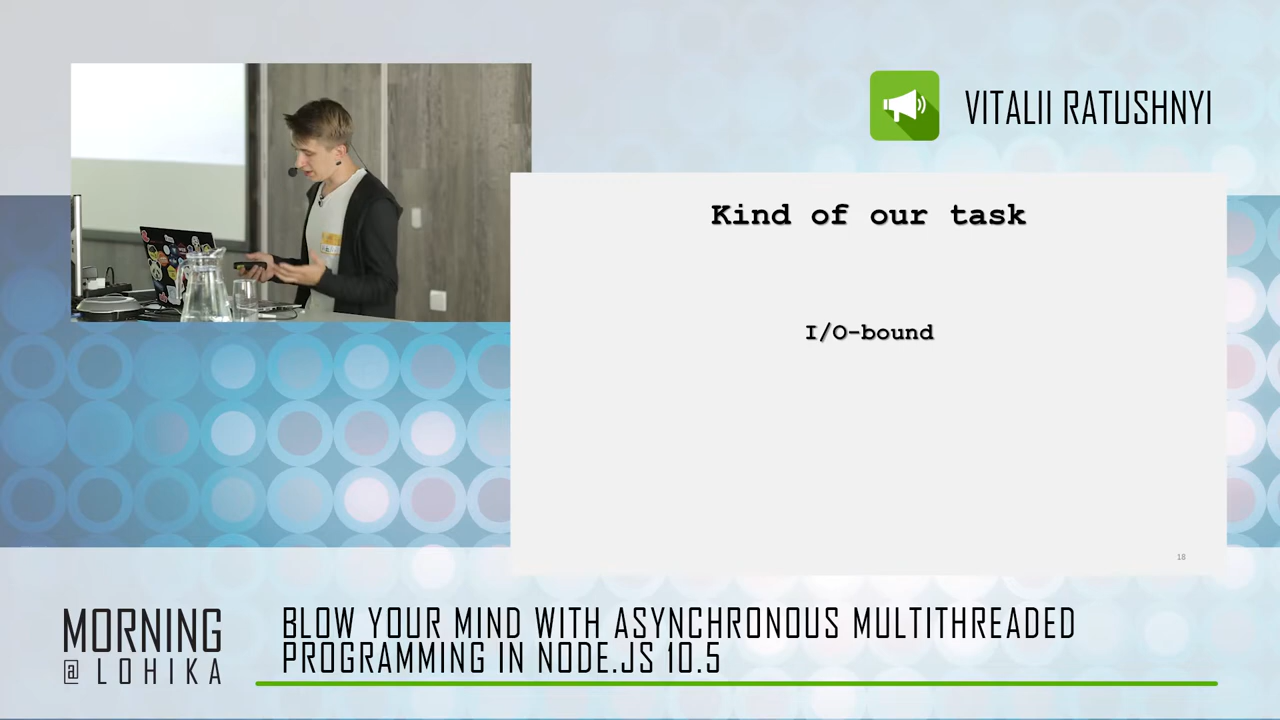 VITALII RATUSHNYI
Kind of our task
I/O-bound
18
MORNING
@ LOHIKA
BLOW YOUR MIND WITH ASYNCHRONOUS MULTITHREADED
PROGRAMMING IN NODE.JS 10.5